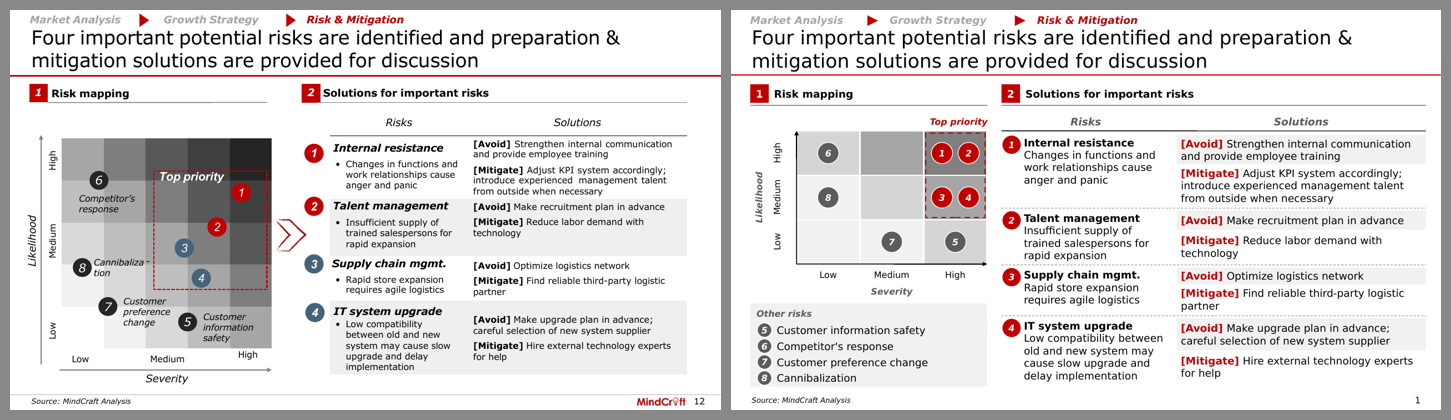 Market Analysis Growth Strategy Risk & Mitigation
Four important potential risks are identified and preparation &
mitigation solutions are provided for discussion
1 Risk mapping
Likelihood
High
Medium
Low
Top priority
6
Competitor's
response
1
2
3
4
8
Cannibaliza-
tion
7
Customer
preference
change
5
Customer
information
safety
Low Medium High
Severity
2 Solutions for important risks
Risks Solutions
1 Internal resistance
• Changes in functions and
work relationships cause
anger and panic
[Avoid] Strengthen internal communication
and provide employee training
[Mitigate] Adjust KPI system accordingly;
introduce experienced management talent
from outside when necessary
2 Talent management
• Insufficient supply of
trained salespersons for
rapid expansion
[Avoid] Make recruitment plan in advance
[Mitigate] Reduce labor demand with
technology
3 Supply chain mgmt.
• Rapid store expansion
requires agile logistics
[Avoid] Optimize logistics network
[Mitigate] Find reliable third-party logistic
partner
4 IT system upgrade
• Low compatibility
between old and new
system may cause slow
upgrade and delay
implementation
[Avoid] Make upgrade plan in advance;
careful selection of new system supplier
[Mitigate] Hire external technology experts
for help
Source: MindCraft Analysis
MindCraft 12
Market Analysis Growth Strategy Risk & Mitigation
Four important potential risks are identified and preparation &
mitigation solutions are provided for discussion
1 Risk mapping
Top priority
Likelihood
High
Medium
Low
6
1 2
8
3 4
7
5
Low Medium High
Severity
Other risks
5 Customer information safety
6 Competitor's response
7 Customer preference change
8 Cannibalization
2 Solutions for important risks
Risks Solutions
1 Internal resistance
Changes in functions and
work relationships cause
anger and panic
[Avoid] Strengthen internal communication
and provide employee training
[Mitigate] Adjust KPI system accordingly;
introduce experienced management talent
from outside when necessary
2 Talent management
Insufficient supply of
trained salespersons for
rapid expansion
[Avoid] Make recruitment plan in advance
[Mitigate] Reduce labor demand with
technology
3 Supply chain mgmt.
Rapid store expansion
requires agile logistics
[Avoid] Optimize logistics network
[Mitigate] Find reliable third-party logistic
partner
4 IT system upgrade
Low compatibility between
old and new system may
cause slow upgrade and
delay implementation
[Avoid] Make upgrade plan in advance;
careful selection of new system supplier
[Mitigate] Hire external technology experts
for help
Source: MindCraft Analysis
1